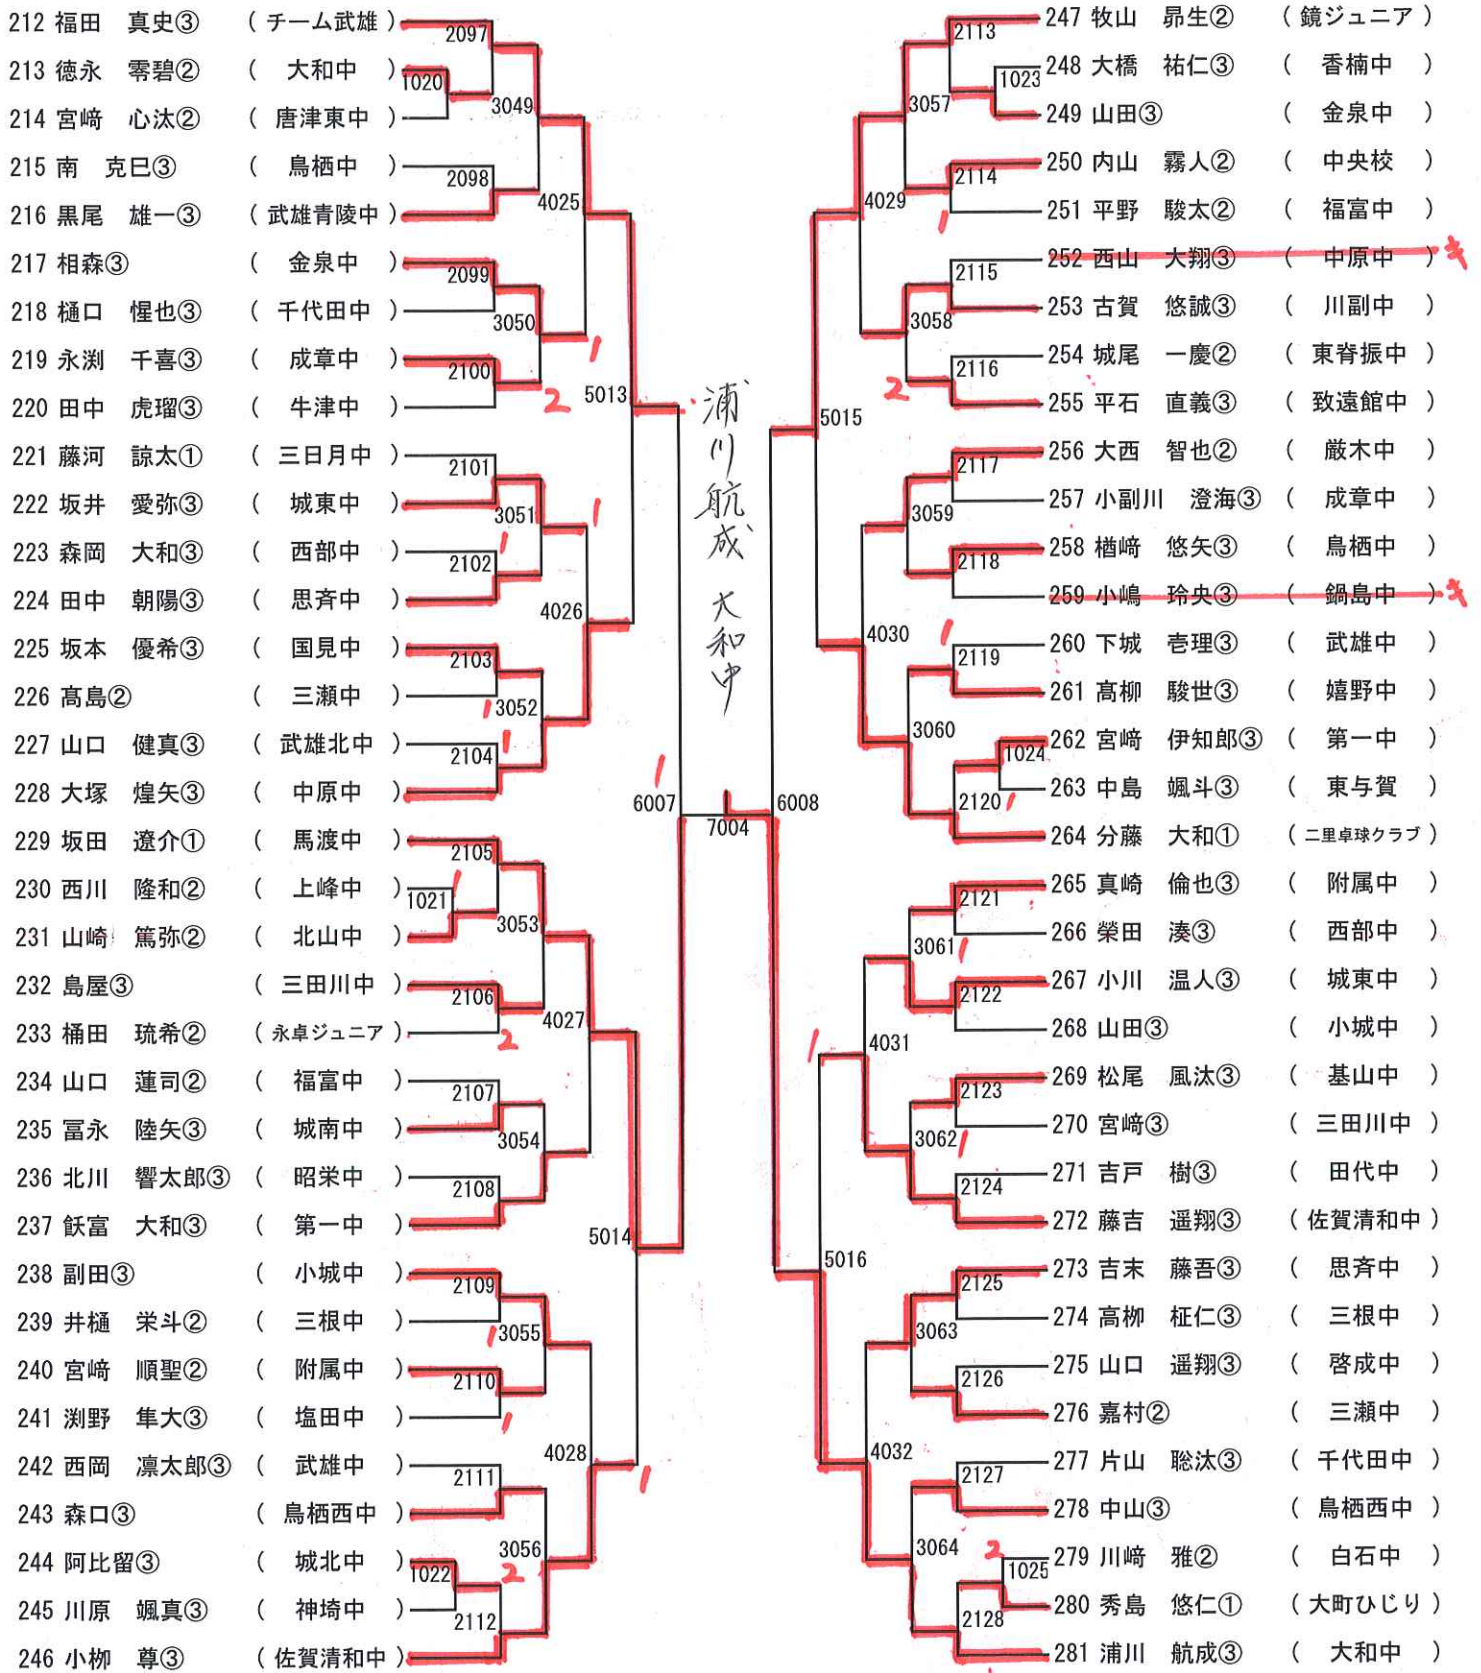 212 福田 真史③ ( チーム武雄 )
213 徳永 零碧② ( 大和中 )
214 宮﨑 心汰② ( 唐津東中 )
215 南 克巳③ ( 鳥栖中 )
216 黒尾 雄一③ ( 武雄青陵中 )
217 相森③ ( 金泉中 )
218 樋口 惺也③ ( 千代田中 )
219 永渕 千喜③ ( 成章中 )
220 田中 虎瑠③ ( 牛津中 )
221 藤河 諒太① ( 三日月中 )
222 坂井 愛弥③ ( 城東中 )
223 森岡 大和③ ( 西部中 )
224 田中 朝陽③ ( 思斉中 )
225 坂本 優希③ ( 国見中 )
226 髙島② ( 三瀬中 )
227 山口 健真③ ( 武雄北中 )
228 大塚 煌矢③ ( 中原中 )
229 坂田 遼介① ( 馬渡中 )
230 西川 隆和② ( 上峰中 )
231 山崎 篤弥② ( 北山中 )
232 島屋③ ( 三田川中 )
233 桶田 琉希② ( 永卓ジュニア )
234 山口 蓮司② ( 福富中 )
235 冨永 陸矢③ ( 城南中 )
236 北川 響太郎③ ( 昭栄中 )
237 飫富 大和③ ( 第一中 )
238 副田③ ( 小城中 )
239 井樋 栄斗② ( 三根中 )
240 宮﨑 順聖② ( 附属中 )
241 渕野 隼大③ ( 塩田中 )
242 西岡 凛太郎③ ( 武雄中 )
243 森口③ ( 鳥栖西中 )
244 阿比留③ ( 城北中 )
245 川原 颯真③ ( 神埼中 )
246 小栁 尊③ ( 佐賀清和中 )
1020
1021
1022
2097
2098
2099
2100
2101
2102
2103
2104
2105
2106
2107
2108
2109
2110
2111
2112
3049
3050
3051
3052
3053
3054
3055
3056
4025
4026
4027
4028
5013
5014
6007
1
2
1
1
1
1
1
1
2
1
1
2
1
浦川航成 大和中
7004
247 牧山 昴生② ( 鏡ジュニア )
248 大橋 祐仁③ ( 香楠中 )
249 山田③ ( 金泉中 )
250 内山 霧人② ( 中央校 )
251 平野 駿太② ( 福富中 )
252 西山 大翔③ ( 中原中 ) キ
253 古賀 悠誠③ ( 川副中 )
254 城尾 一慶② ( 東脊振中 )
255 平石 直義③ ( 致遠館中 )
256 大西 智也② ( 厳木中 )
257 小副川 澄海③ ( 成章中 )
258 楢﨑 悠矢③ ( 鳥栖中 )
259 小嶋 玲央③ ( 鍋島中 ) キ
260 下城 壱理③ ( 武雄中 )
261 髙柳 駿世③ ( 嬉野中 )
262 宮﨑 伊知郎③ ( 第一中 )
263 中島 颯斗③ ( 東与賀 )
264 分藤 大和① ( 二里卓球クラブ )
265 真崎 倫也③ ( 附属中 )
266 榮田 湊③ ( 西部中 )
267 小川 温人③ ( 城東中 )
268 山田③ ( 小城中 )
269 松尾 風汰③ ( 基山中 )
270 宮﨑③ ( 三田川中 )
271 吉戸 樹③ ( 田代中 )
272 藤吉 遥翔③ ( 佐賀清和中 )
273 吉末 藤吾③ ( 思斉中 )
274 高栁 柾仁③ ( 三根中 )
275 山口 遥翔③ ( 啓成中 )
276 嘉村② ( 三瀬中 )
277 片山 聡汰③ ( 千代田中 )
278 中山③ ( 鳥栖西中 )
279 川﨑 雅② ( 白石中 )
280 秀島 悠仁① ( 大町ひじり )
281 浦川 航成③ ( 大和中 )
1023
1024
1025
2113
2114
2115
2116
2117
2118
2119
2120
2121
2122
2123
2124
2125
2126
2127
2128
3057
3058
3059
3060
3061
3062
3063
3064
4029
4030
4031
4032
5015
5016
6008
1
2
1
1
1
1
1
2